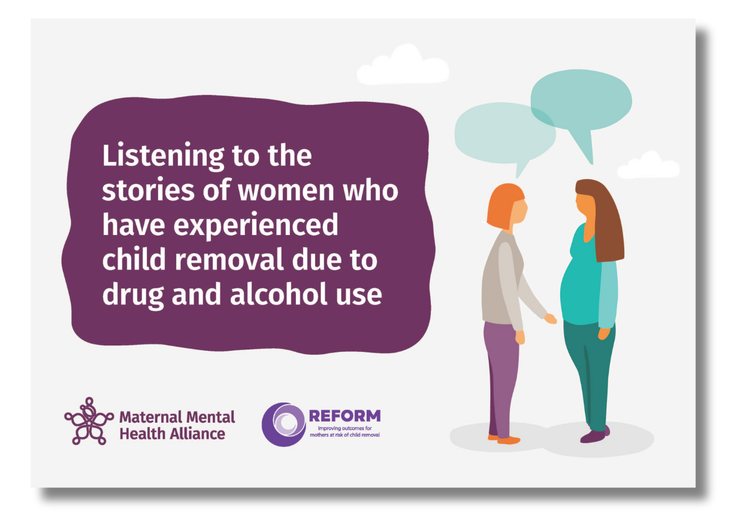 Listening to the
stories of women who
have experienced
child removal due to
drug and alcohol use
Maternal Mental
Health Alliance
REFORM
Improving outcomes for
mothers at risk of child removal